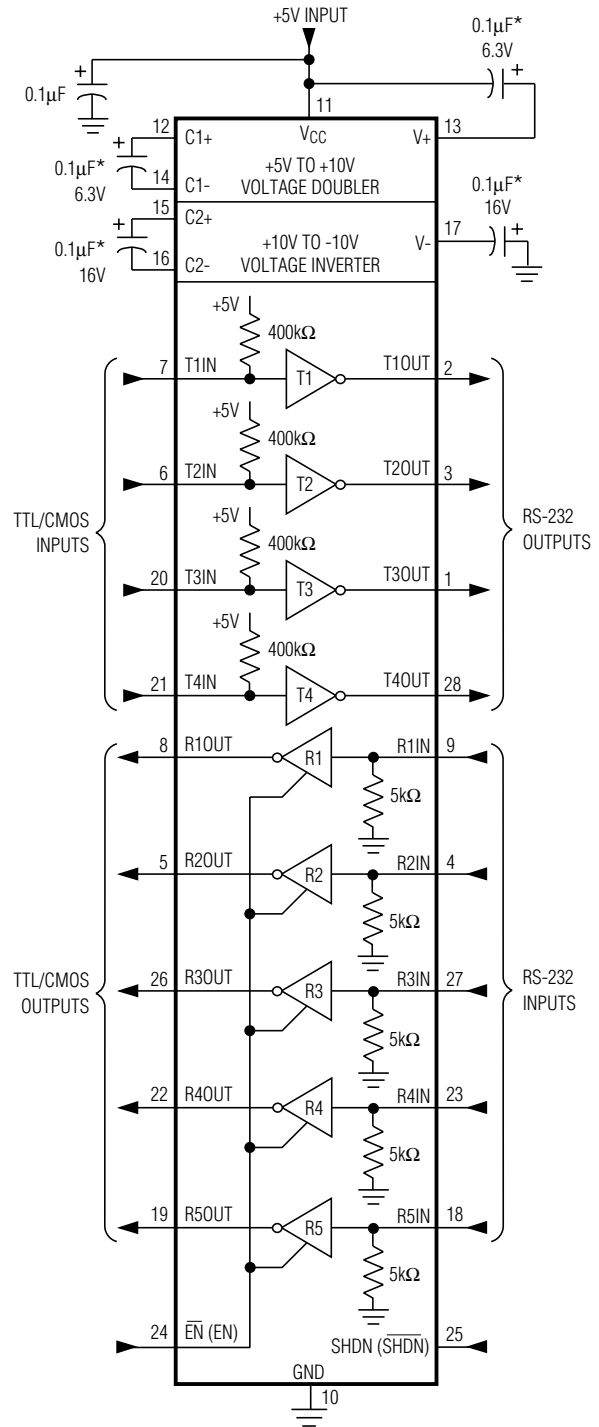 +5V INPUT
0.1µF*
6.3V
+
0.1µF
+
11
VCC
12
C1+
V+
13
+
0.1µF*
6.3V
14
C1-
+5V TO +10V
VOLTAGE DOUBLER
15
C2+
+
0.1µF*
16V
16
C2-
+10V TO -10V
VOLTAGE INVERTER
V-
17
0.1µF*
16V
+
+5V
400kΩ
7
T1IN
T1
T1OUT
2
+5V
400kΩ
6
T2IN
T2
T2OUT
3
TTL/CMOS
INPUTS
RS-232
OUTPUTS
+5V
400kΩ
20
T3IN
T3
T3OUT
1
+5V
400kΩ
21
T4IN
T4
T4OUT
28
8
R1OUT
R1
R1IN
9
5kΩ
5
R2OUT
R2
R2IN
4
5kΩ
TTL/CMOS
OUTPUTS
RS-232
INPUTS
26
R3OUT
R3
R3IN
27
5kΩ
22
R4OUT
R4
R4IN
23
5kΩ
19
R5OUT
R5
R5IN
18
5kΩ
24
E̅N̅ (EN)
SHDN (S̅H̅D̅N̅)
25
GND
10